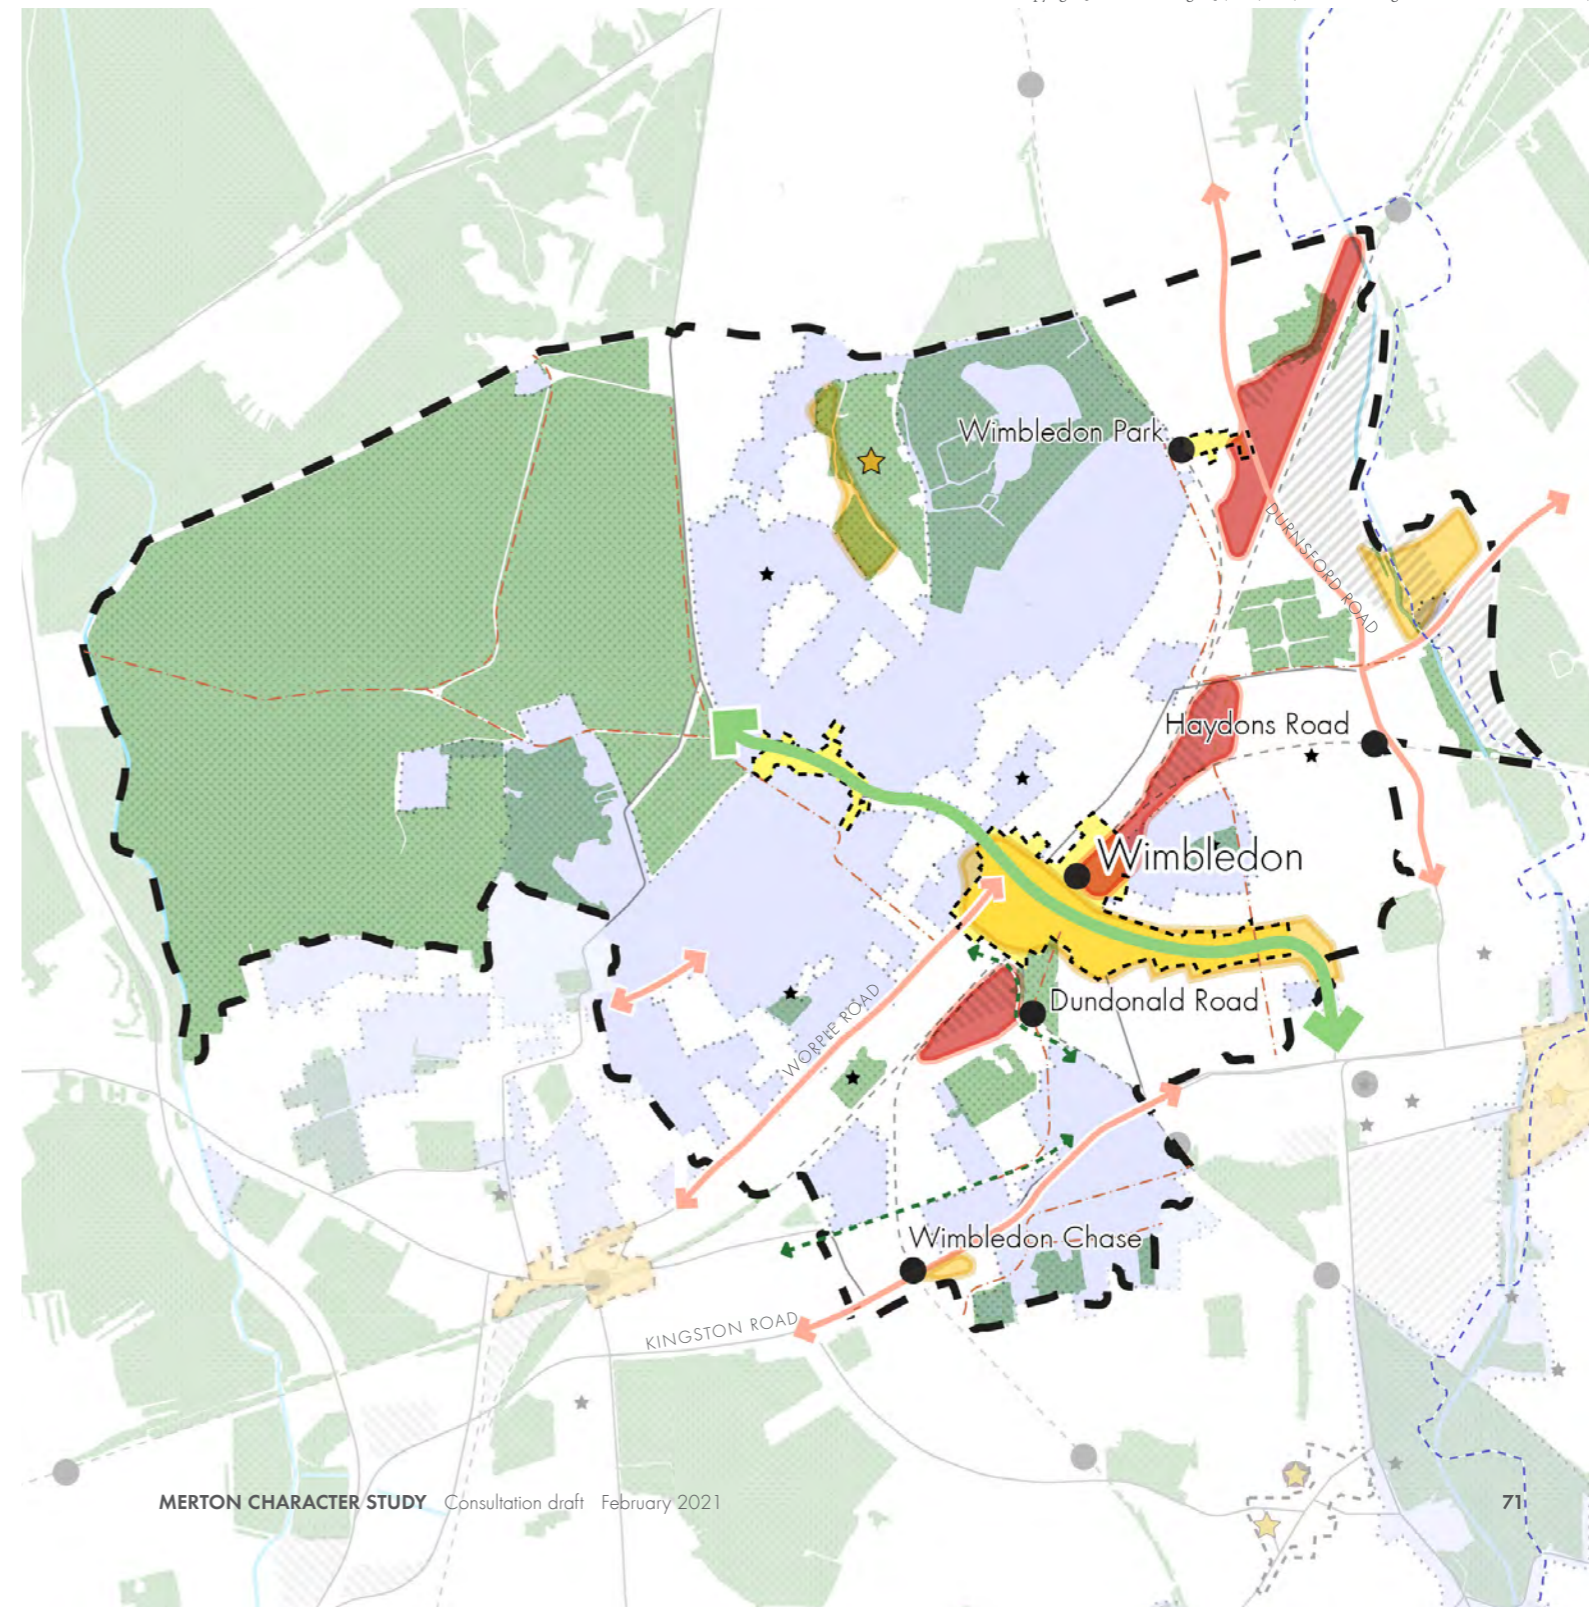 Wimbledon Park
DURNSFORD ROAD
Haydons Road
Wimbledon
Dundonald Road
WORPLE ROAD
Wimbledon Chase
KINGSTON ROAD
MERTON CHARACTER STUDY Consultation draft February 2021
71